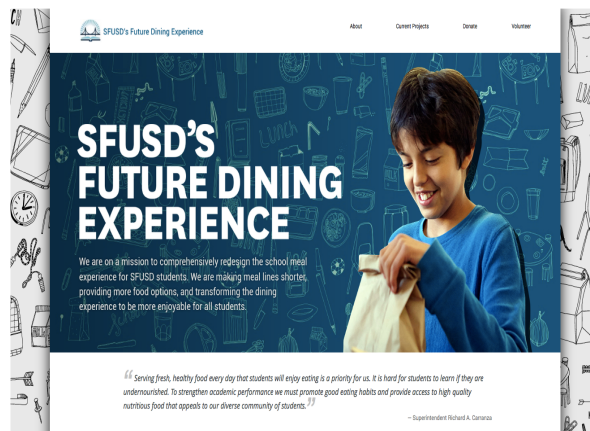 SFUSD's Future Dining Experience
About
Current Projects
Donate
Volunteer
LUNCH
SFUSD'S
FUTURE DINING
EXPERIENCE
We are on a mission to comprehensively redesign the school meal
experience for SFUSD students. We are making meal lines shorter,
providing more food options, and transforming the dining
experience to be more enjoyable for all students.
“ Serving fresh, healthy food every day that students will enjoy eating is a priority for us. It is hard for students to learn if they are
undernourished. To strengthen academic performance we must promote good eating habits and provide access to high quality
nutritious food that appeals to our diverse community of students. ”
– Superintendent Richard A. Carranza